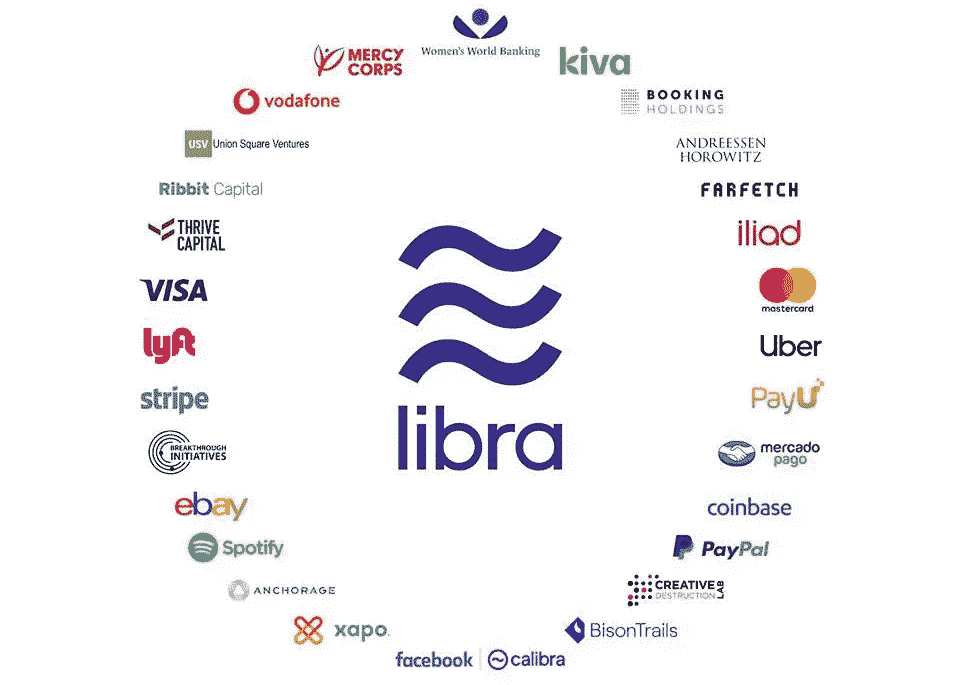 Women's World Banking
MERCY
CORPS
kiva
vodafone
BOOKING
HOLDINGS
USV Union Square Ventures
ANDREESSEN
HOROWITZ
Ribbit Capital
FARFETCH
THRIVE
CAPITAL
iliad
VISA
mastercard
lyft
Uber
stripe
PayU
BREAKTHROUGH
INITIATIVES
mercado
pago
libra
ebay
coinbase
Spotify
PayPal
ANCHORAGE
CREATIVE
DESTRUCTION LAB
xapo
BisonTrails
facebook calibra